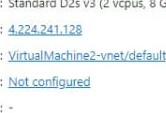 : Standard D2s v3 (2 vcpus, 8 G
: 4.224.241.128
: VirtualMachine2-vnet/default
: Not configured
: -